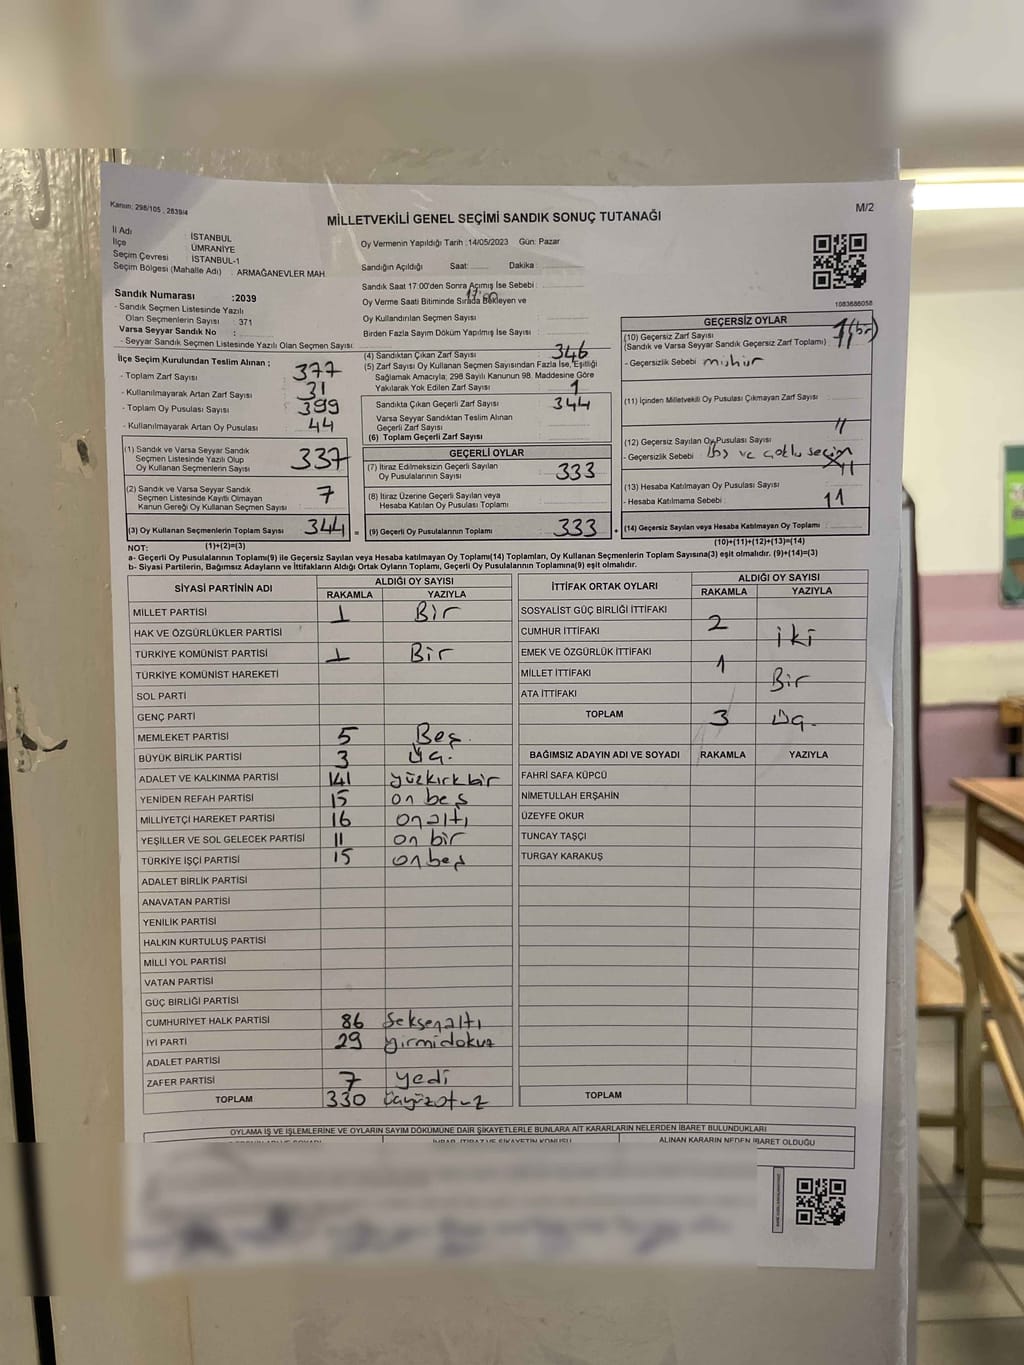 Kanun: 298/105 , 2839/4
MİLLETVEKİLİ GENEL SEÇİMİ SANDIK SONUÇ TUTANAĞI
M/2
İl Adı : İSTANBUL
İlçe : ÜMRANİYE
Seçim Çevresi : İSTANBUL-1
Seçim Bölgesi (Mahalle Adı) : ARMAĞANEVLER MAH
Oy Vermenin Yapıldığı Tarih :14/05/2023 Gün: Pazar
Sandığın Açıldığı Saat: Dakika :
Sandık Saat 17:00'den Sonra Açımış İse Sebebi :
17:00
Oy Verme Saati Bitiminde Sırada Bekleyen ve
Oy Kullandırılan Seçmen Sayısı :
Birden Fazla Sayım Döküm Yapılmış İse Sayısı :
1083686058
Sandık Numarası :2039
- Sandık Seçmen Listesinde Yazılı
Olan Seçmenlerin Sayısı : 371
Varsa Seyyar Sandık No :
- Seyyar Sandık Seçmen Listesinde Yazılı Olan Seçmen Sayısı:
İlçe Seçim Kurulundan Teslim Alınan ;
- Toplam Zarf Sayısı : 377
- Kullanılmayarak Artan Zarf Sayısı : 31
- Toplam Oy Pusulası Sayısı : 399
- Kullanılmayarak Artan Oy Pusulası : 44
(4) Sandıktan Çıkan Zarf Sayısı : 346
(5) Zarf Sayısı Oy Kullanan Seçmen Sayısından Fazla İse, Eşitliği
Sağlamak Amacıyla; 298 Sayılı Kanunun 98. Maddesine Göre
Yakılarak Yok Edilen Zarf Sayısı : 1
Sandıkta Çıkan Geçerli Zarf Sayısı : 344
Varsa Seyyar Sandıktan Teslim Alınan
Geçerli Zarf Sayısı :
(6) Toplam Geçerli Zarf Sayısı :
GEÇERSİZ OYLAR
(10) Geçersiz Zarf Sayısı 1 (bir)
(Sandık ve Varsa Seyyar Sandık Geçersiz Zarf Toplamı) :
- Geçersizlik Sebebi : mühür
(11) İçinden Milletvekili Oy Pusulası Çıkmayan Zarf Sayısı :
(12) Geçersiz Sayılan Oy Pusulası Sayısı : 11
- Geçersizlik Sebebi : boş ve çoklu seçim
(13) Hesaba Katılmayan Oy Pusulası Sayısı : 11
- Hesaba Katılmama Sebebi :
(14) Geçersiz Sayılan veya Hesaba Katılmayan Oy Toplamı : 11
(10)+(11)+(12)+(13)=(14)
(1) Sandık ve Varsa Seyyar Sandık
Seçmen Listesinde Yazılı Olup
Oy Kullanan Seçmenlerin Sayısı : 337
(2) Sandık ve Varsa Seyyar Sandık
Seçmen Listesinde Kayıtlı Olmayan
Kanun Gereği Oy Kullanan Seçmen Sayısı : 7
(3) Oy Kullanan Seçmenlerin Toplam Sayısı : 344
(1)+(2)=(3)
GEÇERLİ OYLAR
(7) İtiraz Edilmeksizin Geçerli Sayılan
Oy Pusulalarının Sayısı : 333
(8) İtiraz Üzerine Geçerli Sayılan veya
Hesaba Katılan Oy Pusulası Toplamı :
= (9) Geçerli Oy Pusulalarının Toplamı : 333 +
NOT:
a- Geçerli Oy Pusulalarının Toplamı(9) ile Geçersiz Sayılan veya Hesaba katılmayan Oy Toplamı(14) Toplamları, Oy Kullanan Seçmenlerin Toplam Sayısına(3) eşit olmalıdır. (9)+(14)=(3)
b- Siyasi Partilerin, Bağımsız Adayların ve İttifakların Aldığı Ortak Oyların Toplamı, Geçerli Oy Pusulalarının Toplamına(9) eşit olmalıdır.
SİYASİ PARTİNİN ADI ALDIĞI OY SAYISI
RAKAMLA YAZIYLA
MİLLET PARTİSİ 1 Bir
HAK VE ÖZGÜRLÜKLER PARTİSİ
TÜRKİYE KOMÜNİST PARTİSİ 1 Bir
TÜRKİYE KOMÜNİST HAREKETİ
SOL PARTİ
GENÇ PARTİ
MEMLEKET PARTİSİ 5 Beş
BÜYÜK BİRLİK PARTİSİ 3 Üç.
ADALET VE KALKINMA PARTİSİ 141 yüzkırkbir
YENİDEN REFAH PARTİSİ 15 on beş
MİLLİYETÇİ HAREKET PARTİSİ 16 onaltı
YEŞİLLER VE SOL GELECEK PARTİSİ 11 on bir
TÜRKİYE İŞÇİ PARTİSİ 15 onbeş
ADALET BİRLİK PARTİSİ
ANAVATAN PARTİSİ
YENİLİK PARTİSİ
HALKIN KURTULUŞ PARTİSİ
MİLLİ YOL PARTİSİ
VATAN PARTİSİ
GÜÇ BİRLİĞİ PARTİSİ
CUMHURİYET HALK PARTİSİ 86 Seksenaltı
İYİ PARTİ 29 yirmidokuz
ADALET PARTİSİ
ZAFER PARTİSİ 7 yedi
TOPLAM 330 üçyüzotuz
İTTİFAK ORTAK OYLARI ALDIĞI OY SAYISI
RAKAMLA YAZIYLA
SOSYALİST GÜÇ BİRLİĞİ İTTİFAKI
CUMHUR İTTİFAKI 2 iki
EMEK VE ÖZGÜRLÜK İTTİFAKI
MİLLET İTTİFAKI 1 Bir
ATA İTTİFAKI
TOPLAM 3 Üç.
BAĞIMSIZ ADAYIN ADI VE SOYADI RAKAMLA YAZIYLA
FAHRİ SAFA KÜPCÜ
NİMETULLAH ERŞAHİN
ÜZEYFE OKUR
TUNCAY TAŞÇI
TURGAY KARAKUŞ
TOPLAM
OYLAMA İŞ VE İŞLEMLERİNE VE OYLARIN SAYIM DÖKÜMÜNE DAİR ŞİKAYETLERLE BUNLARA AİT KARARLARIN NELERDEN İBARET BULUNDUKLARI
İHBAR, İTİRAZ VE ŞİKAYETİN KONUSU ALINAN KARARIN NEDEN İBARET OLDUĞU